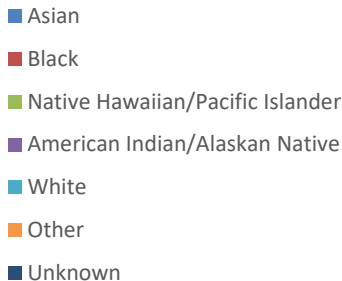 Asian
Black
Native Hawaiian/Pacific Islander
American Indian/Alaskan Native
White
Other
Unknown